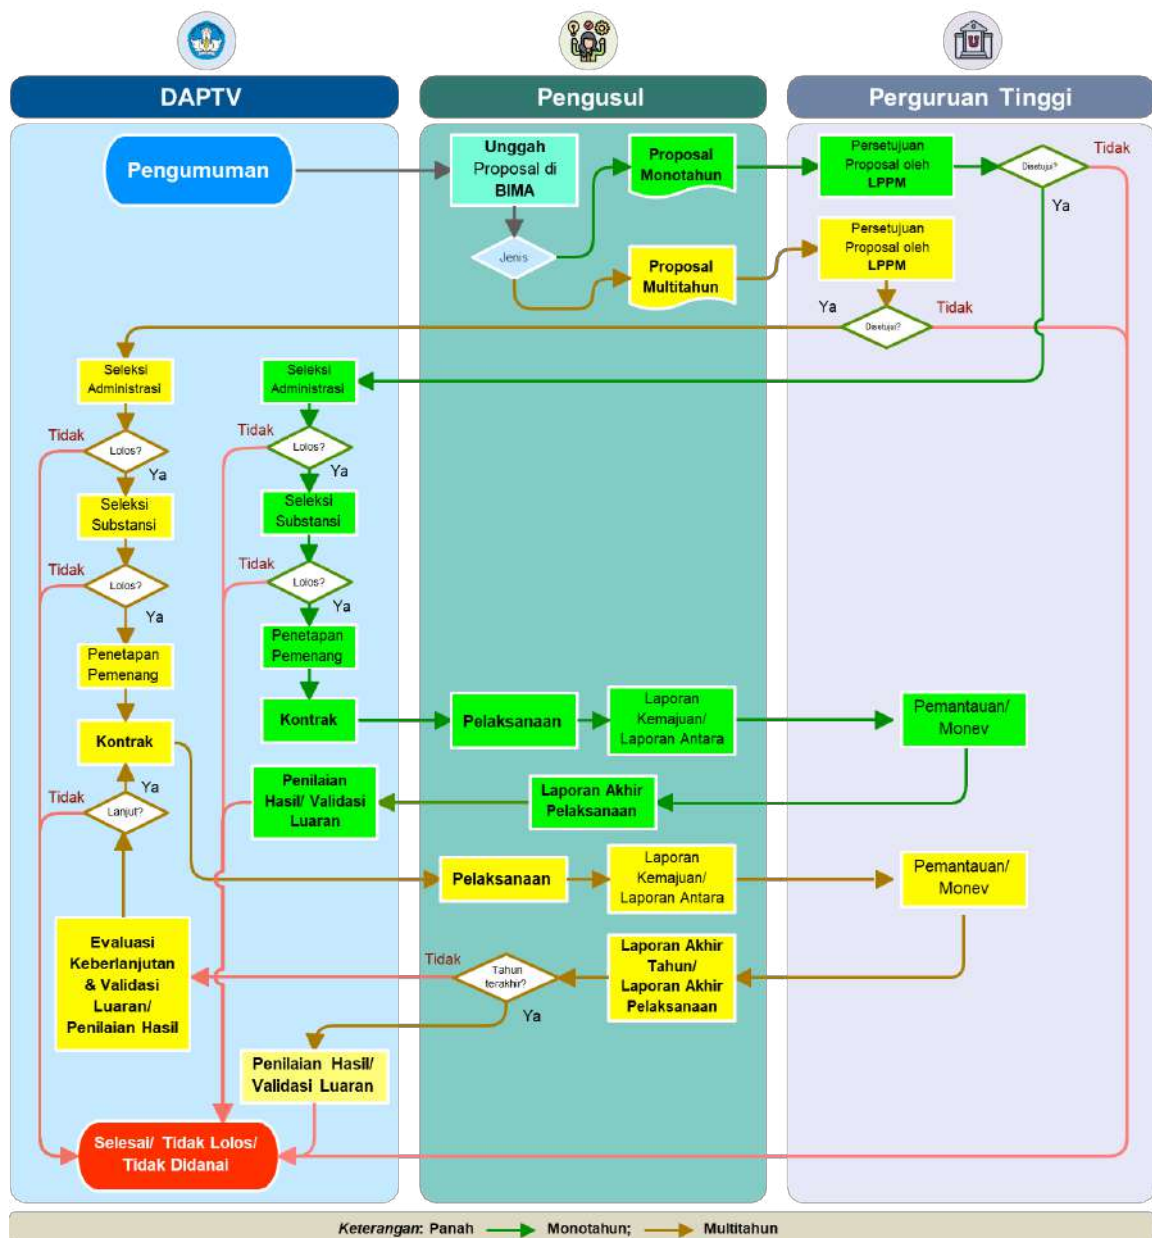 DAPTV
Pengusul
Perguruan Tinggi
Pengumuman
Unggah
Proposal di
BIMA
Jenis
Proposal
Monotahun
Proposal
Multitahun
Persetujuan
Proposal oleh
LPPM
Disetujui?
Tidak
Ya
Persetujuan
Proposal oleh
LPPM
Ya
Disetujui?
Tidak
Seleksi
Administrasi
Tidak
Lolos?
Ya
Seleksi
Substansi
Tidak
Lolos?
Ya
Penetapan
Pemenang
Kontrak
Ya
Tidak
Lanjut?
Seleksi
Administrasi
Tidak
Lolos?
Ya
Seleksi
Substansi
Tidak
Lolos?
Ya
Penetapan
Pemenang
Kontrak
Pelaksanaan
Laporan
Kemajuan/
Laporan Antara
Pemantauan/
Monev
Penilaian
Hasil/ Validasi
Luaran
Laporan Akhir
Pelaksanaan
Pelaksanaan
Laporan
Kemajuan/
Laporan Antara
Pemantauan/
Monev
Evaluasi
Keberlanjutan
& Validasi
Luaran/
Penilaian Hasil
Tidak
Tahun
terakhir?
Ya
Laporan Akhir
Tahun/
Laporan Akhir
Pelaksanaan
Penilaian Hasil/
Validasi Luaran
Selesai/ Tidak Lolos/
Tidak Didanai
Keterangan: Panah Monotahun; Multitahun